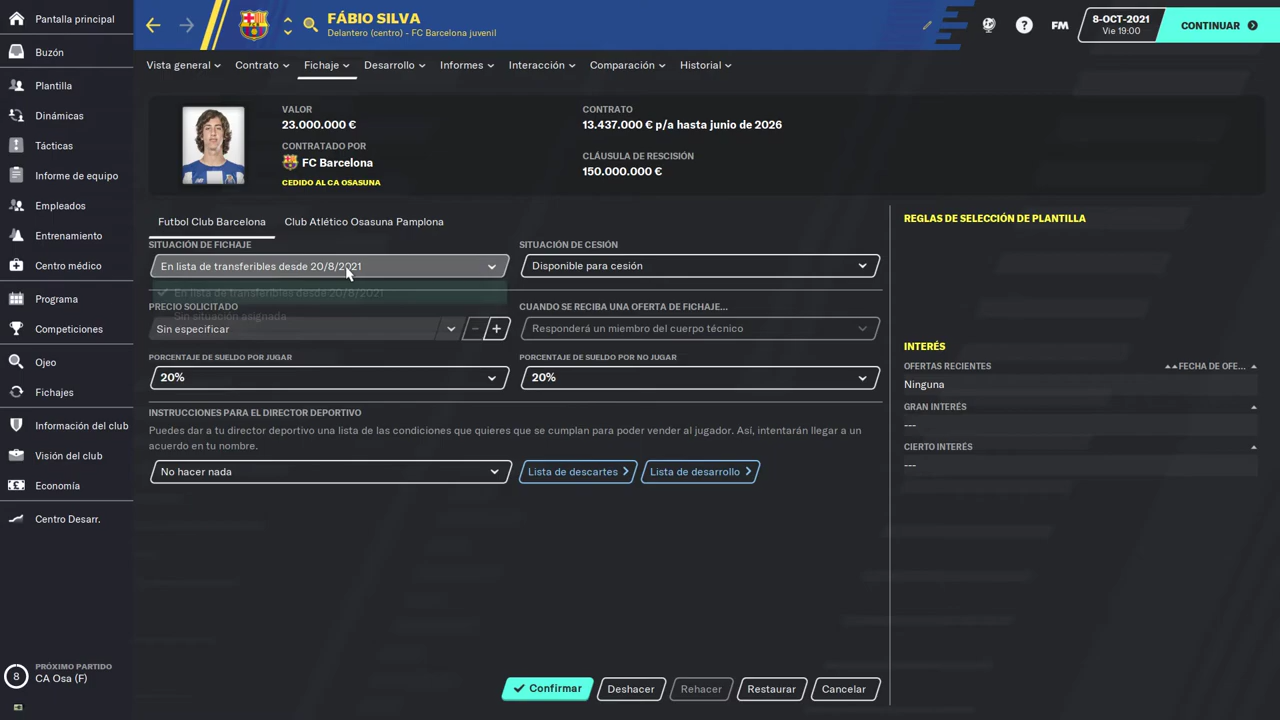 Pantalla principal
Buzón
Plantilla
Dinámicas
Tácticas
Informe de equipo
Empleados
Entrenamiento
Centro médico
Programa
Competiciones
Ojeo
Fichajes
Información del club
Visión del club
Economía
Centro Desarr.
8
PRÓXIMO PARTIDO
CA Osa (F)
FÁBIO SILVA
Delantero (centro) - FC Barcelona juvenil
FM
8-OCT-2021
Vie 19:00
CONTINUAR
Vista general
Contrato
Fichaje
Desarrollo
Informes
Interacción
Comparación
Historial
VALOR
23.000.000 €
CONTRATADO POR
FC Barcelona
CEDIDO AL CA OSASUNA
CONTRATO
13.437.000 € p/a hasta junio de 2026
CLÁUSULA DE RESCISIÓN
150.000.000 €
Futbol Club Barcelona
Club Atlético Osasuna Pamplona
SITUACIÓN DE FICHAJE
En lista de transferibles desde 20/8/2021
En lista de transferibles desde 20/8/2021
Sin situación asignada
SITUACIÓN DE CESIÓN
Disponible para cesión
PRECIO SOLICITADO
Sin especificar
CUANDO SE RECIBA UNA OFERTA DE FICHAJE...
Responderá un miembro del cuerpo técnico
PORCENTAJE DE SUELDO POR JUGAR
20%
PORCENTAJE DE SUELDO POR NO JUGAR
20%
INSTRUCCIONES PARA EL DIRECTOR DEPORTIVO
Puedes dar a tu director deportivo una lista de las condiciones que quieres que se cumplan para poder vender al jugador. Así, intentarán llegar a un
acuerdo en tu nombre.
No hacer nada
Lista de descartes
Lista de desarrollo
Confirmar
Deshacer
Rehacer
Restaurar
Cancelar
REGLAS DE SELECCIÓN DE PLANTILLA
INTERÉS
OFERTAS RECIENTES
FECHA DE OFE...
Ninguna
GRAN INTERÉS
---
CIERTO INTERÉS
---